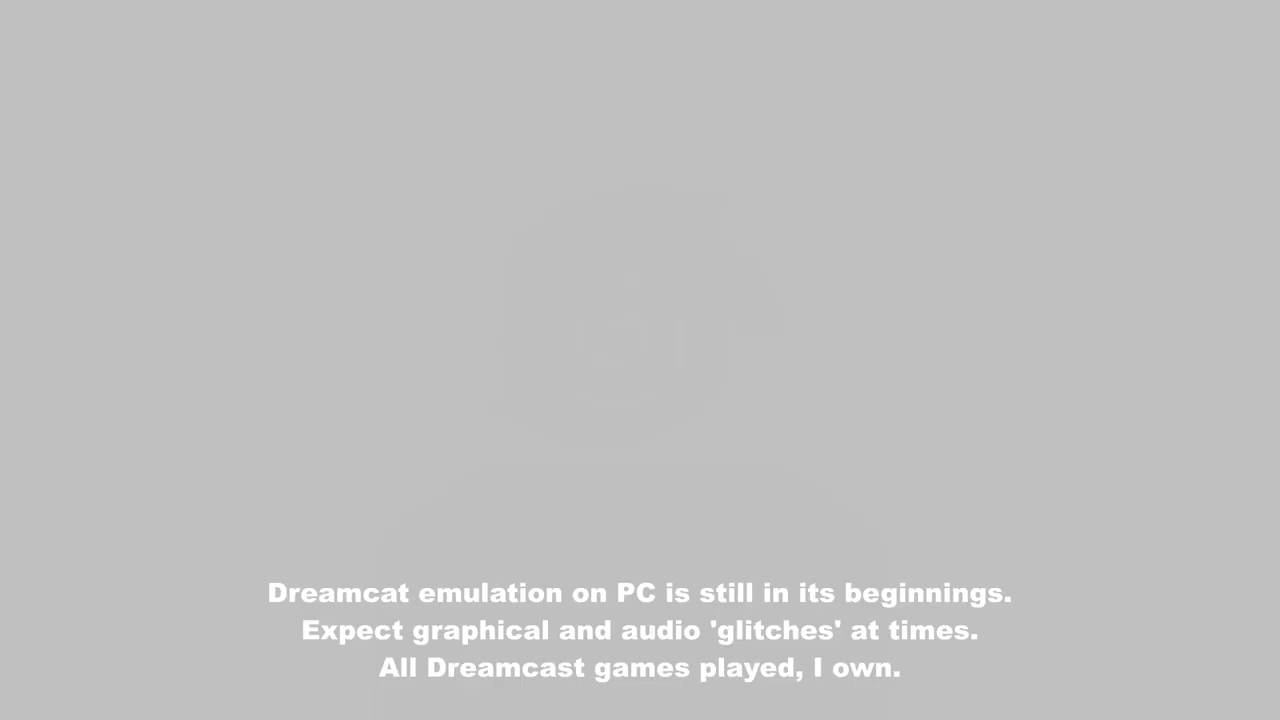 Dreamcat emulation on PC is still in its beginnings.
Expect graphical and audio 'glitches' at times.
All Dreamcast games played, I own.